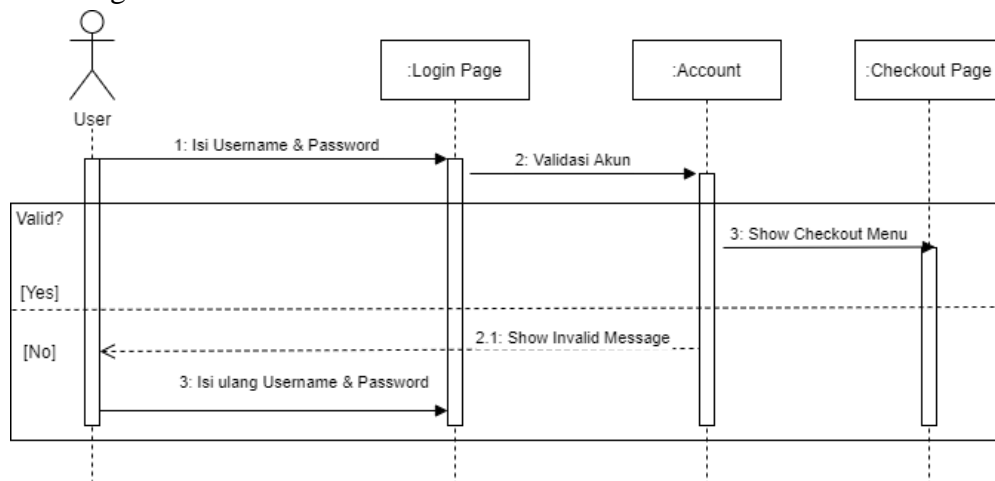 :Login Page
:Account
:Checkout Page
User
1: Isi Username & Password
2: Validasi Akun
Valid?
3: Show Checkout Menu
[Yes]
2.1: Show Invalid Message
[No]
3: Isi ulang Username & Password